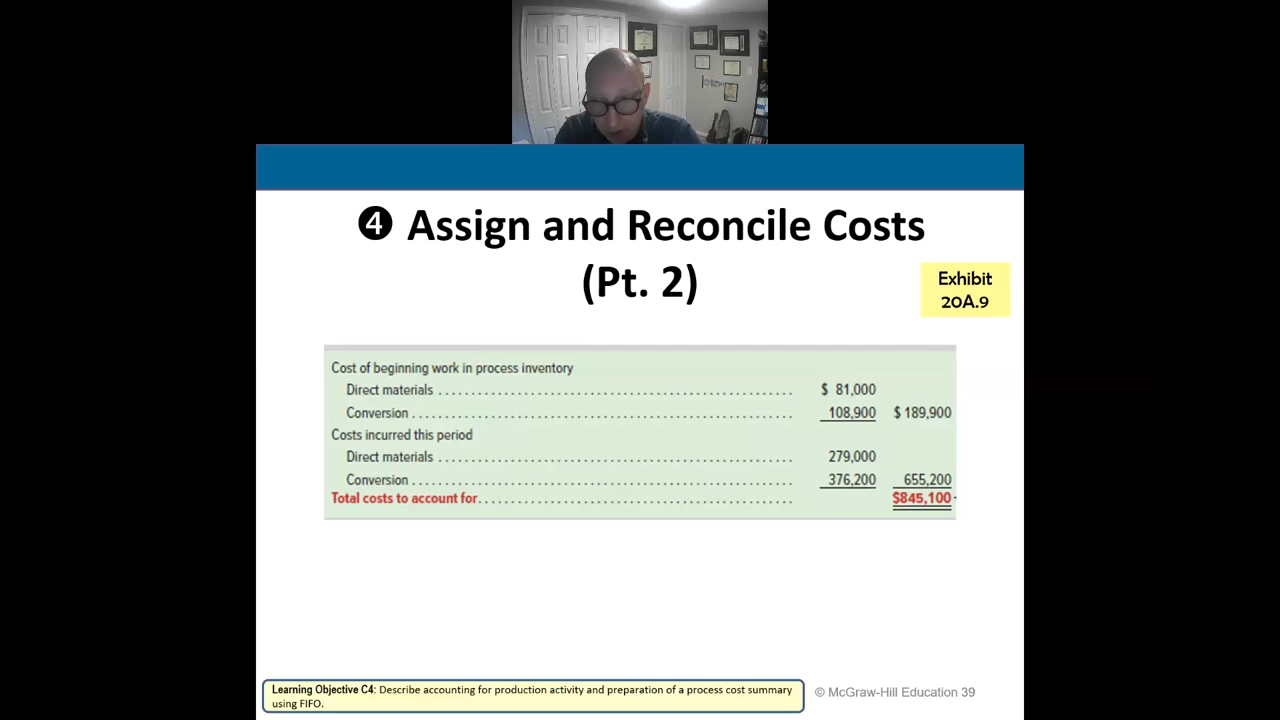 ❹ Assign and Reconcile Costs
(Pt. 2)
Exhibit
20A.9
Cost of beginning work in process inventory
Direct materials ........................................................................ $ 81,000
Conversion ........................................................................ 108,900 $ 189,900
Costs incurred this period
Direct materials ........................................................................ 279,000
Conversion ........................................................................ 376,200 655,200
Total costs to account for ................................................................ $845,100
Learning Objective C4: Describe accounting for production activity and preparation of a process cost summary
using FIFO.
© McGraw-Hill Education 39